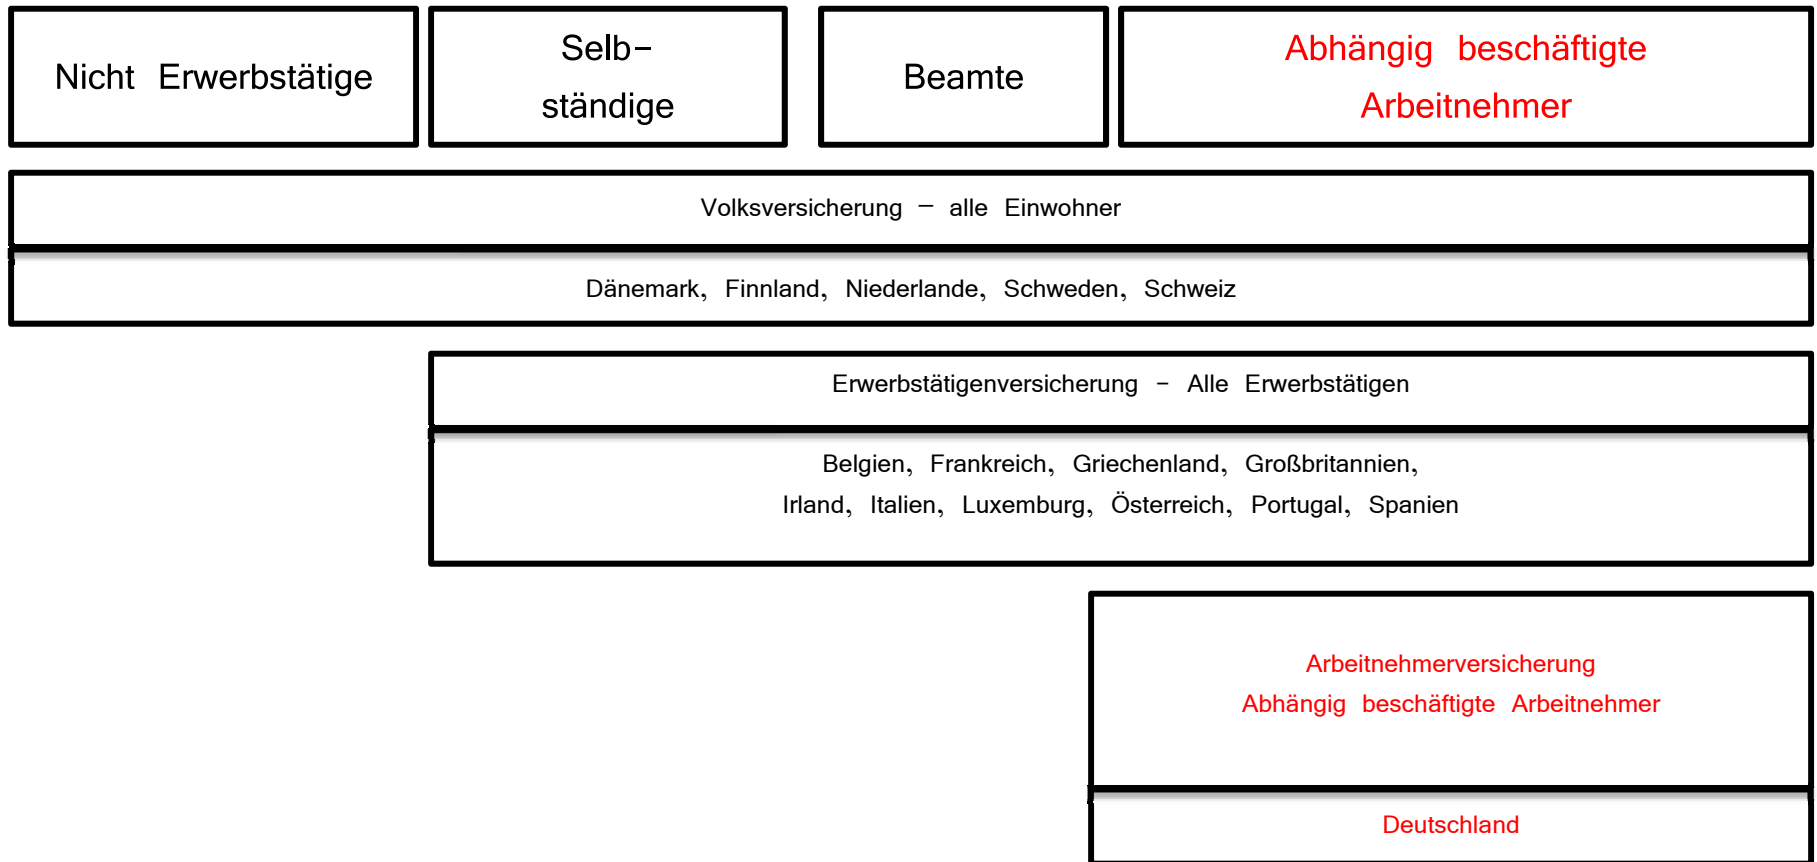 Nicht Erwerbstätige
Selb-
ständige
Beamte
Abhängig beschäftigte
Arbeitnehmer
Volksversicherung – alle Einwohner
Dänemark, Finnland, Niederlande, Schweden, Schweiz
Erwerbstätigenversicherung - Alle Erwerbstätigen
Belgien, Frankreich, Griechenland, Großbritannien,
Irland, Italien, Luxemburg, Österreich, Portugal, Spanien
Arbeitnehmerversicherung
Abhängig beschäftigte Arbeitnehmer
Deutschland